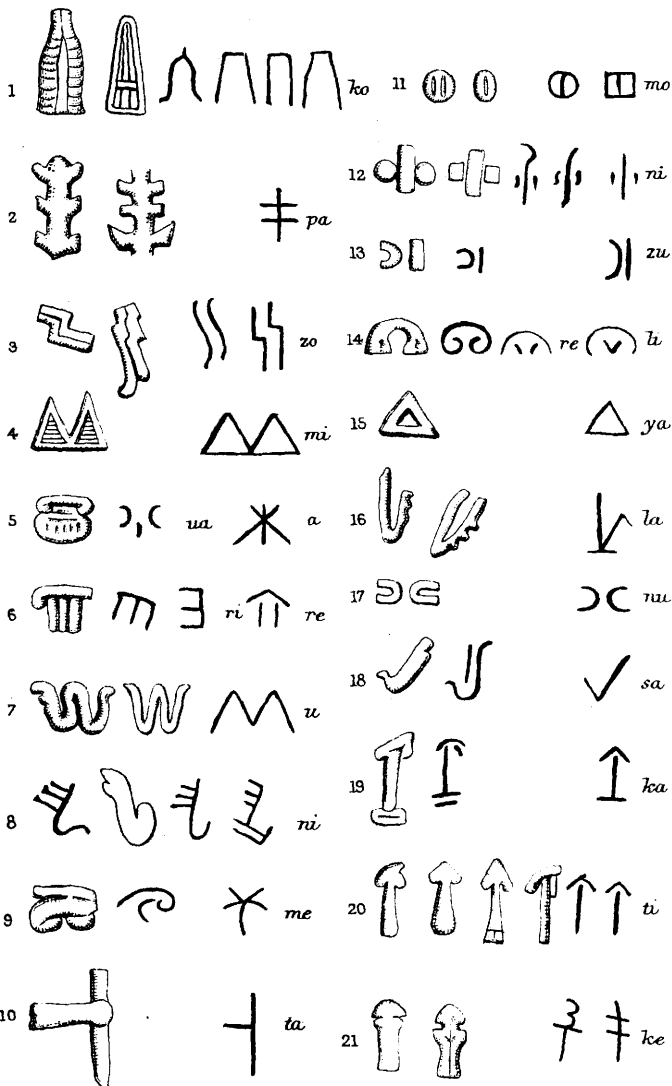 1 ko
2 pa
3 zo
4 mi
5 ua a
6 ri re
7 u
8 ni
9 me
10 ta
11 mo
12 ni
13 zu
14 re li
15 ya
16 la
17 nu
18 sa
19 ka
20 ti
21 ke